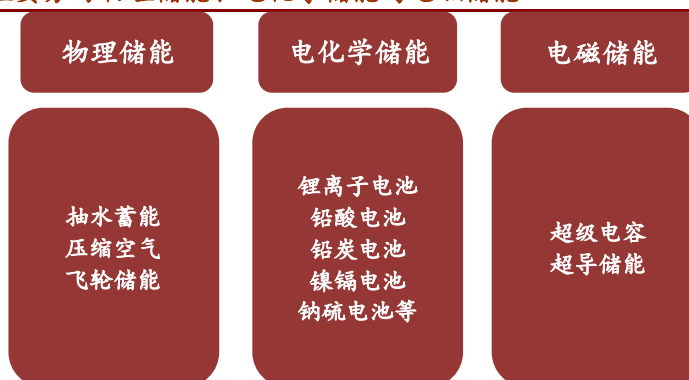 物理储能
电化学储能
电磁储能
抽水蓄能
压缩空气
飞轮储能
锂离子电池
铅酸电池
铅炭电池
镍镉电池
钠硫电池等
超级电容
超导储能